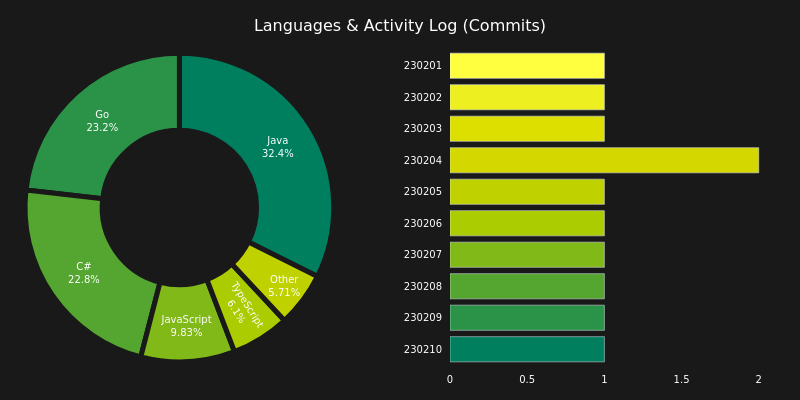 Languages & Activity Log (Commits)
Java
32.4%
Go
23.2%
C#
22.8%
JavaScript
9.83%
TypeScript
6.1%
Other
5.71%
230201
230202
230203
230204
230205
230206
230207
230208
230209
230210
0 0.5 1 1.5 2